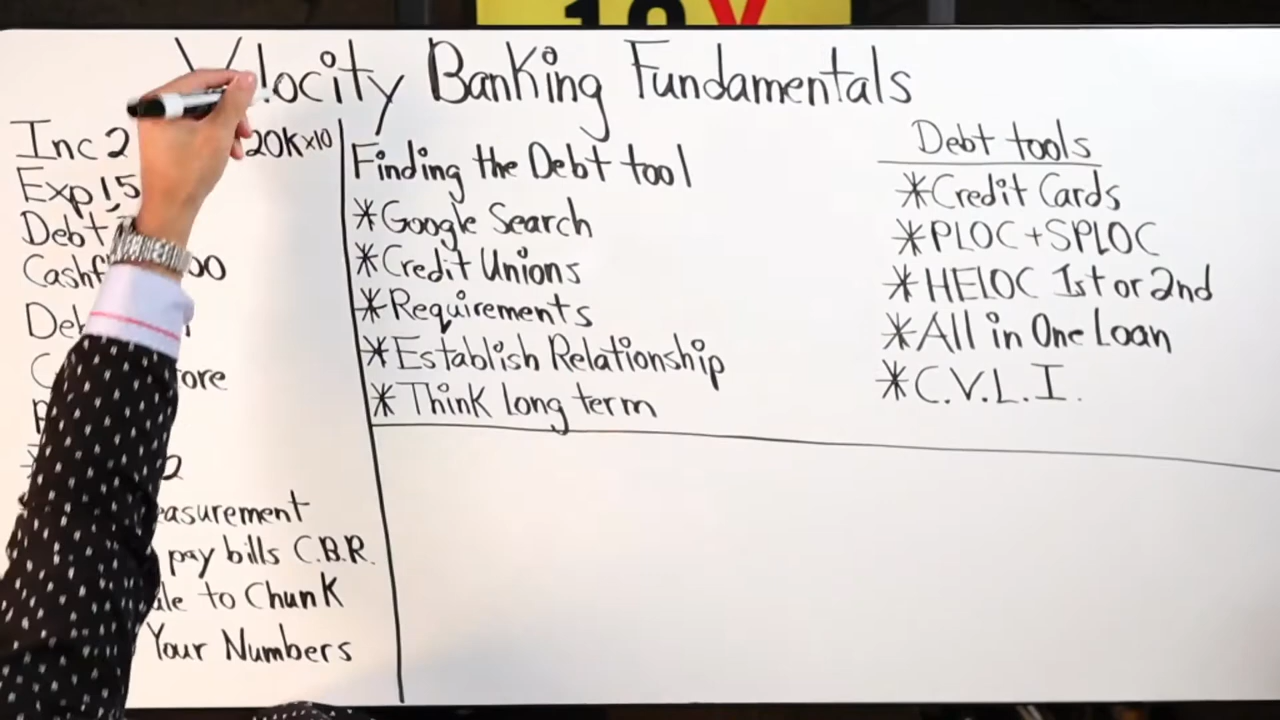 Velocity Banking Fundamentals
Inc 2 20K×10
Exp 15
Debt
Cashf 00
Deb
ore
2
easurement
pay bills C.B.R.
to Chunk
Your Numbers
Finding the Debt tool
*Google Search
*Credit Unions
*Requirements
*Establish Relationship
*Think long term
Debt tools
*Credit Cards
*PLOC+SPLOC
*HELOC 1st or 2nd
*All in One Loan
*C.V.L.I.